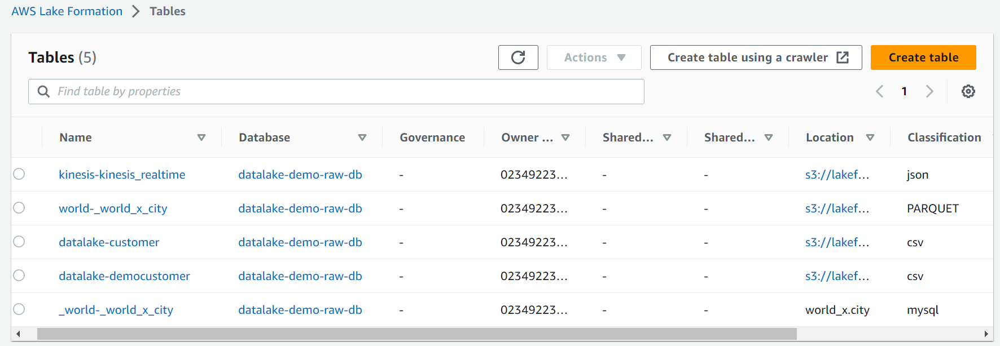 AWS Lake Formation > Tables
Tables (5) Actions Create table using a crawler Create table
Find table by properties 1
Name Database Governance Owner ... Shared... Shared... Location Classification
kinesis-kinesis_realtime datalake-demo-raw-db - 02349223... - - s3://lakef... json
world-_world_x_city datalake-demo-raw-db - 02349223... - - s3://lakef... PARQUET
datalake-customer datalake-demo-raw-db - 02349223... - - s3://lakef... csv
datalake-democustomer datalake-demo-raw-db - 02349223... - - s3://lakef... csv
_world-_world_x_city datalake-demo-raw-db - 02349223... - - world_x.city mysql